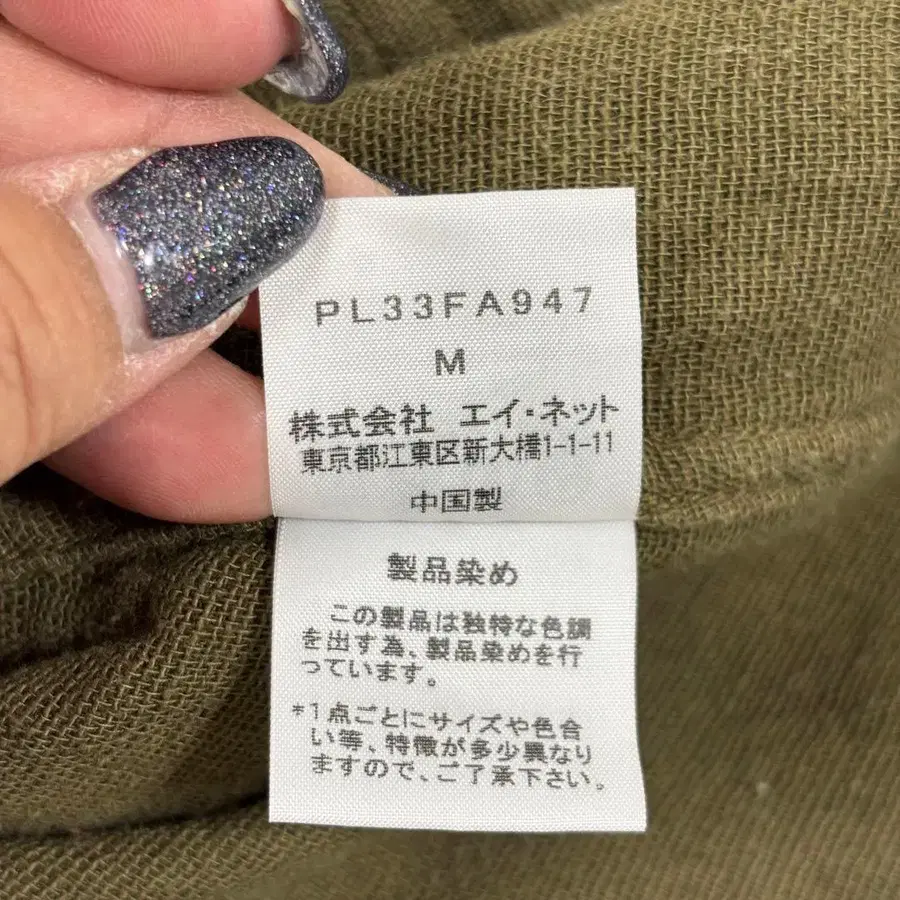 PL33FA947
M
株式会社 エイ・ネット
東京都江東区新大橋1-1-11
中国製
製品染め
この製品は独特な色調
を出す為、製品染めを行
っています。
*1点ごとにサイズや色合
い等、特徴が多少異なり
ますので、ご了承下さい。